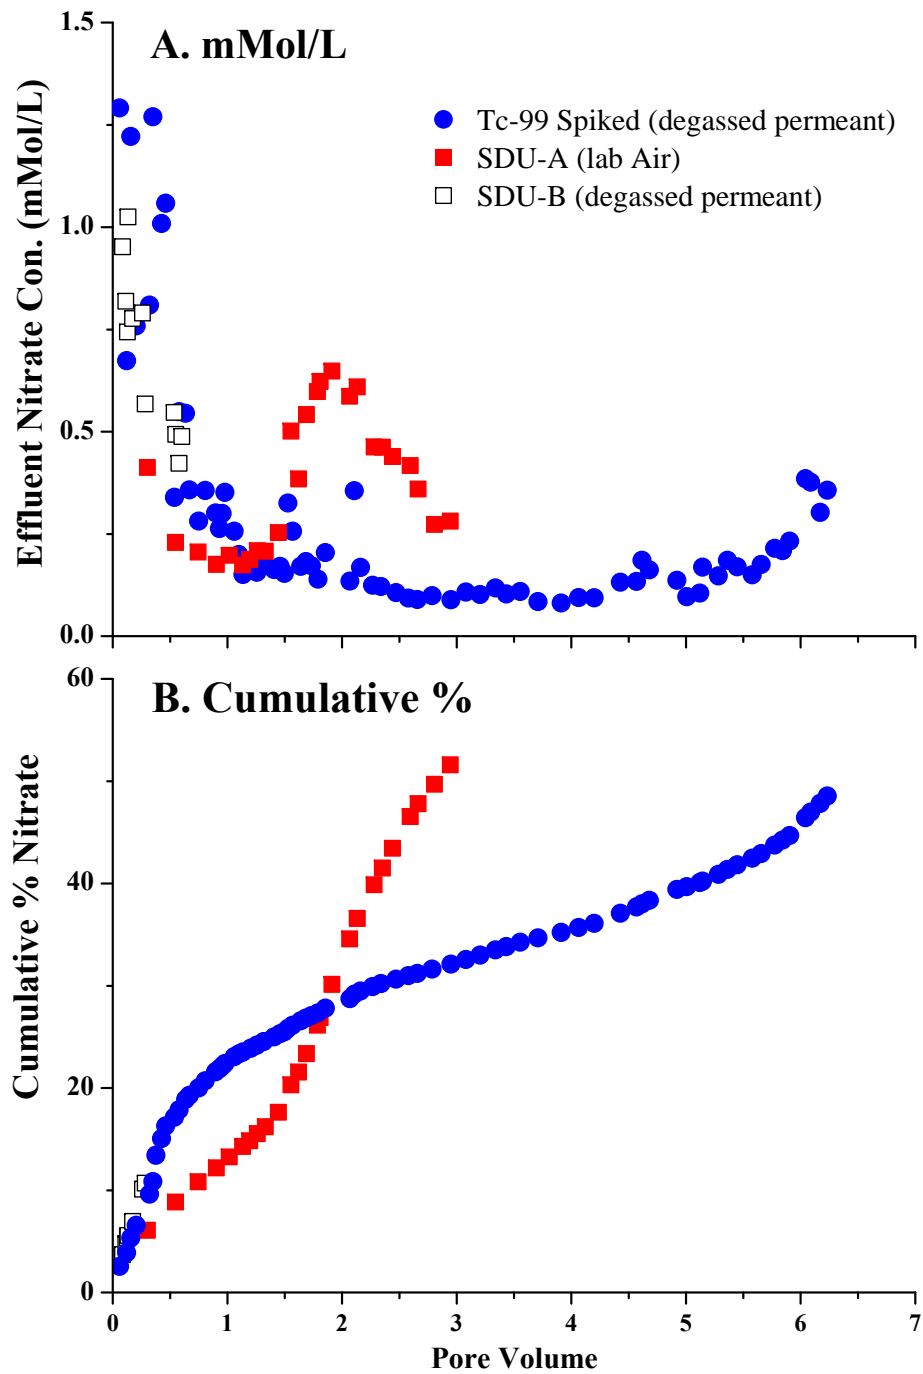 A. mMol/L
Effluent Nitrate Con. (mMol/L)
1.5
1.0
0.5
0.0
Tc-99 Spiked (degassed permeant)
SDU-A (lab Air)
SDU-B (degassed permeant)
B. Cumulative %
Cumulative % Nitrate
60
40
20
0
0 1 2 3 4 5 6 7
Pore Volume